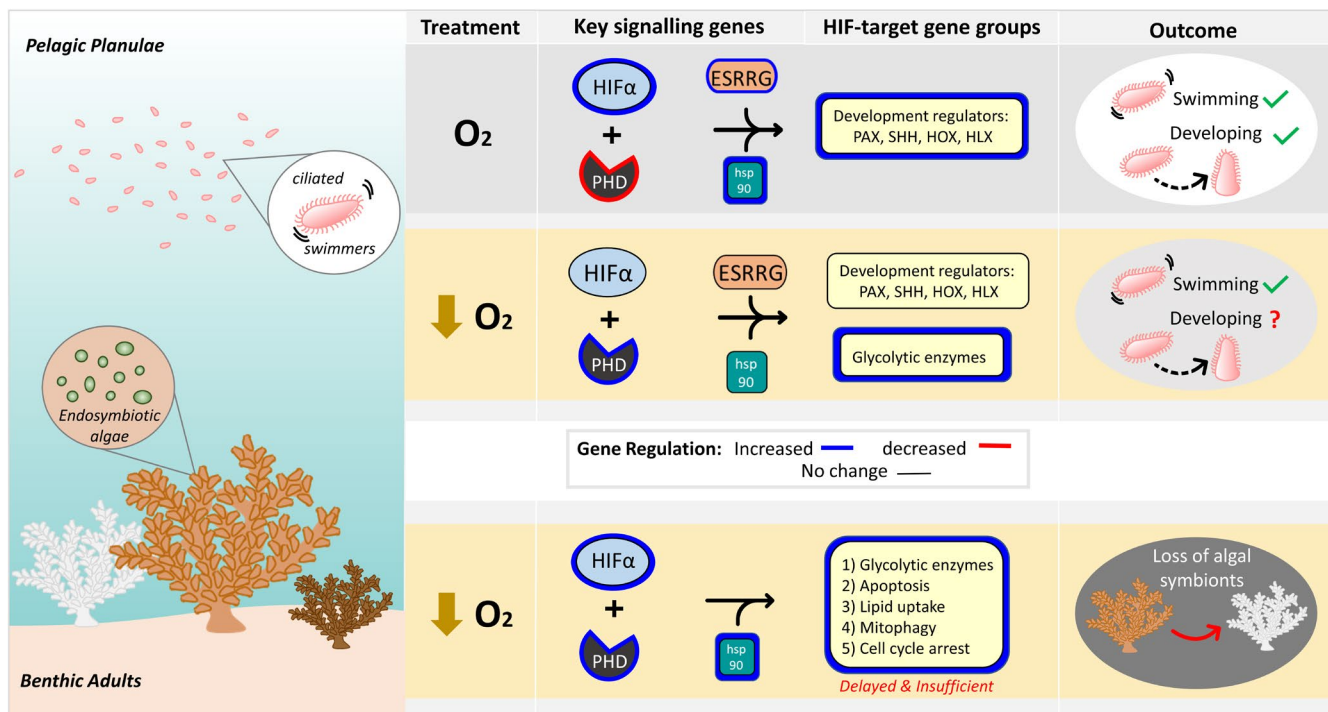 Pelagic Planulae
ciliated
swimmers
Endosymbiotic
algae
Benthic Adults
Treatment
Key signalling genes
HIF-target gene groups
Outcome
O2
HIFα
+
PHD
ESRRG
hsp
90
Development regulators:
PAX, SHH, HOX, HLX
Swimming
Developing
O2
HIFα
+
PHD
ESRRG
hsp
90
Development regulators:
PAX, SHH, HOX, HLX
Glycolytic enzymes
Swimming
Developing ?
Gene Regulation: Increased decreased
No change
O2
HIFα
+
PHD
hsp
90
1) Glycolytic enzymes
2) Apoptosis
3) Lipid uptake
4) Mitophagy
5) Cell cycle arrest
Delayed & Insufficient
Loss of algal
symbionts